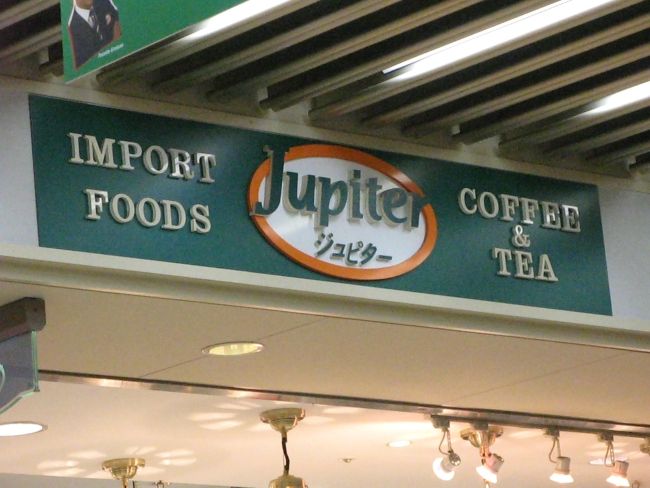 IMPORT
FOODS
Jupiter
ジュピター
COFFEE
&
TEA